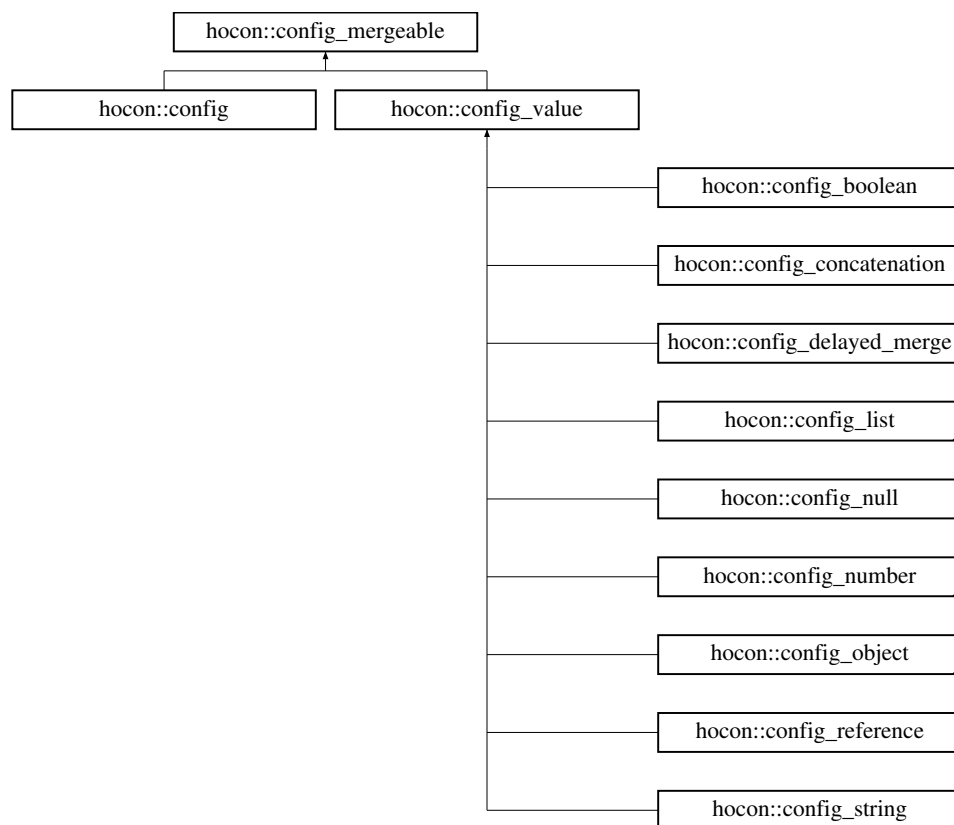 hocon::config_mergeable
hocon::config
hocon::config_value
hocon::config_boolean
hocon::config_concatenation
hocon::config_delayed_merge
hocon::config_list
hocon::config_null
hocon::config_number
hocon::config_object
hocon::config_reference
hocon::config_string